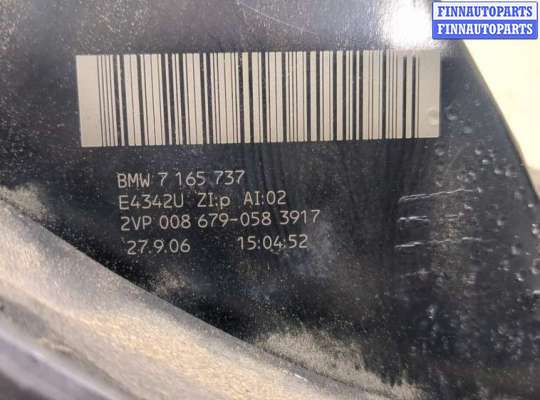 FINNAUTOPARTS
FINNAUTOPARTS
BMW 7 165 737
E4342U ZI:p AI:02
2VP 008 679-058 3917
27.9.06 15:04:52